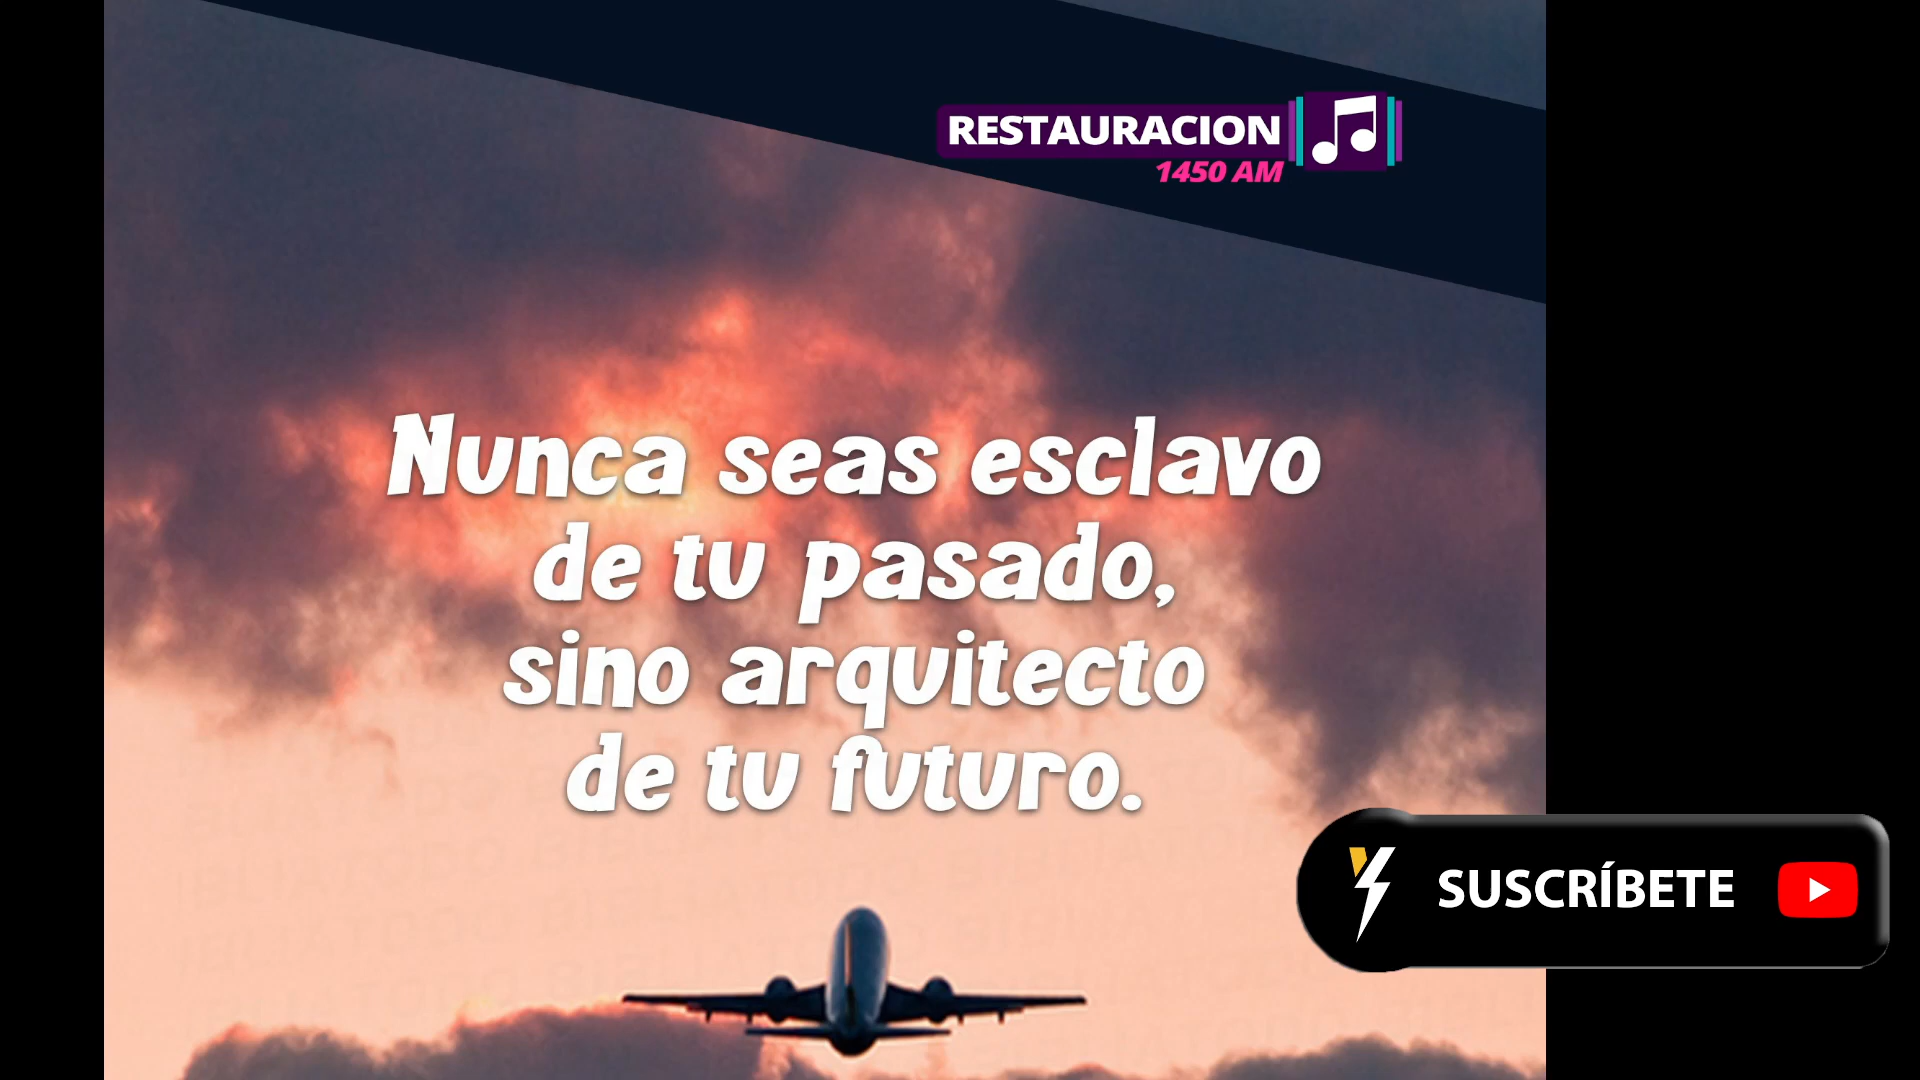 RESTAURACION
1450 AM
Nunca seas esclavo
de tu pasado,
sino arquitecto
de tu futuro.
SUSCRÍBETE